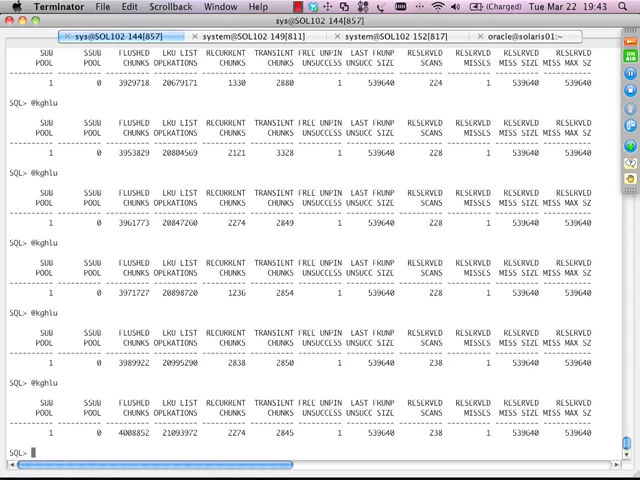 Terminator File Edit Scrollback Window Help (Charged) Tue Mar 22 19:43
sys@SOL102 144[857]
sys@SOL102 144[857] system@SOL102 149[811] system@SOL102 152[817] oracle@solaris01:~
ON AIR
SUB SSUB FLUSHED LRU LIST RECURRENT TRANSIENT FREE UNPIN LAST FRUNP RESERVED RESERVED RESERVED RESERVED
POOL POOL CHUNKS OPERATIONS CHUNKS CHUNKS UNSUCCESS UNSUCC SIZE SCANS MISSES MISS SIZE MISS MAX SZ
1 0 3929718 20679171 1330 2880 1 539640 224 1 539640 539640
SQL> @kghlu
SUB SSUB FLUSHED LRU LIST RECURRENT TRANSIENT FREE UNPIN LAST FRUNP RESERVED RESERVED RESERVED RESERVED
POOL POOL CHUNKS OPERATIONS CHUNKS CHUNKS UNSUCCESS UNSUCC SIZE SCANS MISSES MISS SIZE MISS MAX SZ
1 0 3953829 20804569 2121 3328 1 539640 228 1 539640 539640
SQL> @kghlu
SUB SSUB FLUSHED LRU LIST RECURRENT TRANSIENT FREE UNPIN LAST FRUNP RESERVED RESERVED RESERVED RESERVED
POOL POOL CHUNKS OPERATIONS CHUNKS CHUNKS UNSUCCESS UNSUCC SIZE SCANS MISSES MISS SIZE MISS MAX SZ
1 0 3961773 20847260 2274 2849 1 539640 228 1 539640 539640
SQL> @kghlu
SUB SSUB FLUSHED LRU LIST RECURRENT TRANSIENT FREE UNPIN LAST FRUNP RESERVED RESERVED RESERVED RESERVED
POOL POOL CHUNKS OPERATIONS CHUNKS CHUNKS UNSUCCESS UNSUCC SIZE SCANS MISSES MISS SIZE MISS MAX SZ
1 0 3971727 20898720 1236 2854 1 539640 228 1 539640 539640
SQL> @kghlu
SUB SSUB FLUSHED LRU LIST RECURRENT TRANSIENT FREE UNPIN LAST FRUNP RESERVED RESERVED RESERVED RESERVED
POOL POOL CHUNKS OPERATIONS CHUNKS CHUNKS UNSUCCESS UNSUCC SIZE SCANS MISSES MISS SIZE MISS MAX SZ
1 0 3989922 20995290 2838 2850 1 539640 228 1 539640 539640
SQL> @kghlu
SUB SSUB FLUSHED LRU LIST RECURRENT TRANSIENT FREE UNPIN LAST FRUNP RESERVED RESERVED RESERVED RESERVED
POOL POOL CHUNKS OPERATIONS CHUNKS CHUNKS UNSUCCESS UNSUCC SIZE SCANS MISSES MISS SIZE MISS MAX SZ
1 0 4008852 21093972 2274 2845 1 539640 238 1 539640 539640
SQL>